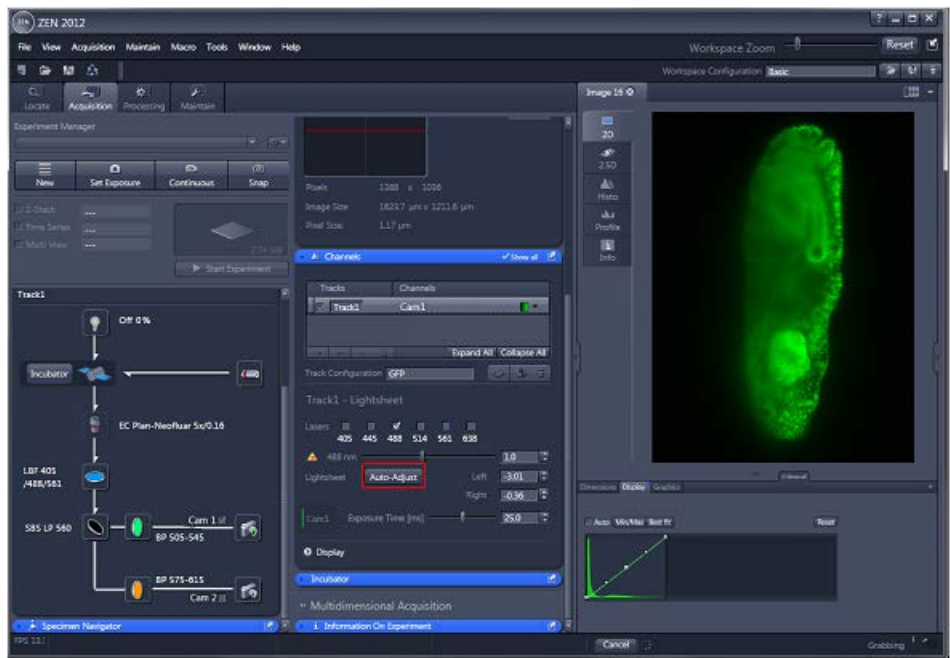 ZEN 2012
File View Acquisition Maintain Macro Tools Window Help
Workspace Zoom Reset
Workspace Configuration Basic
Locate Acquisition Processing Maintain
Image 16
Experiment Manager
New Set Exposure Continuous Snap
Z-Stack ---
Time Series ---
Multi View ---
Start Experiment
Pixels 1388 x 1036
Image Size 1623.7 µm x 1211.6 µm
Pixel Size 1.17 µm
2D
2.5D
Histo
Profile
Info
Channels Show all
Tracks Channels
Track1 Cam1
Expand All Collapse All
Track Configuration GFP
Track1 - Lightsheet
Lasers
405 445 488 514 561 638
488 nm 1.0
Lightsheet Auto-Adjust Left -3.01
Right -0.36
Cam1 Exposure Time [ms] 25.0
Display
Incubator
Multidimensional Acquisition
Information On Experiment
Track1
Off 0%
Incubator
EC Plan-Neofluar 5x/0.16
LBF 405
/488/561
SBS LP 560
Cam 1
BP 505-545
BP 575-615
Cam 2
Specimen Navigator
Dimensions Display Graphics
Auto Min/Max Best Fit Reset
Cancel
Grabbing